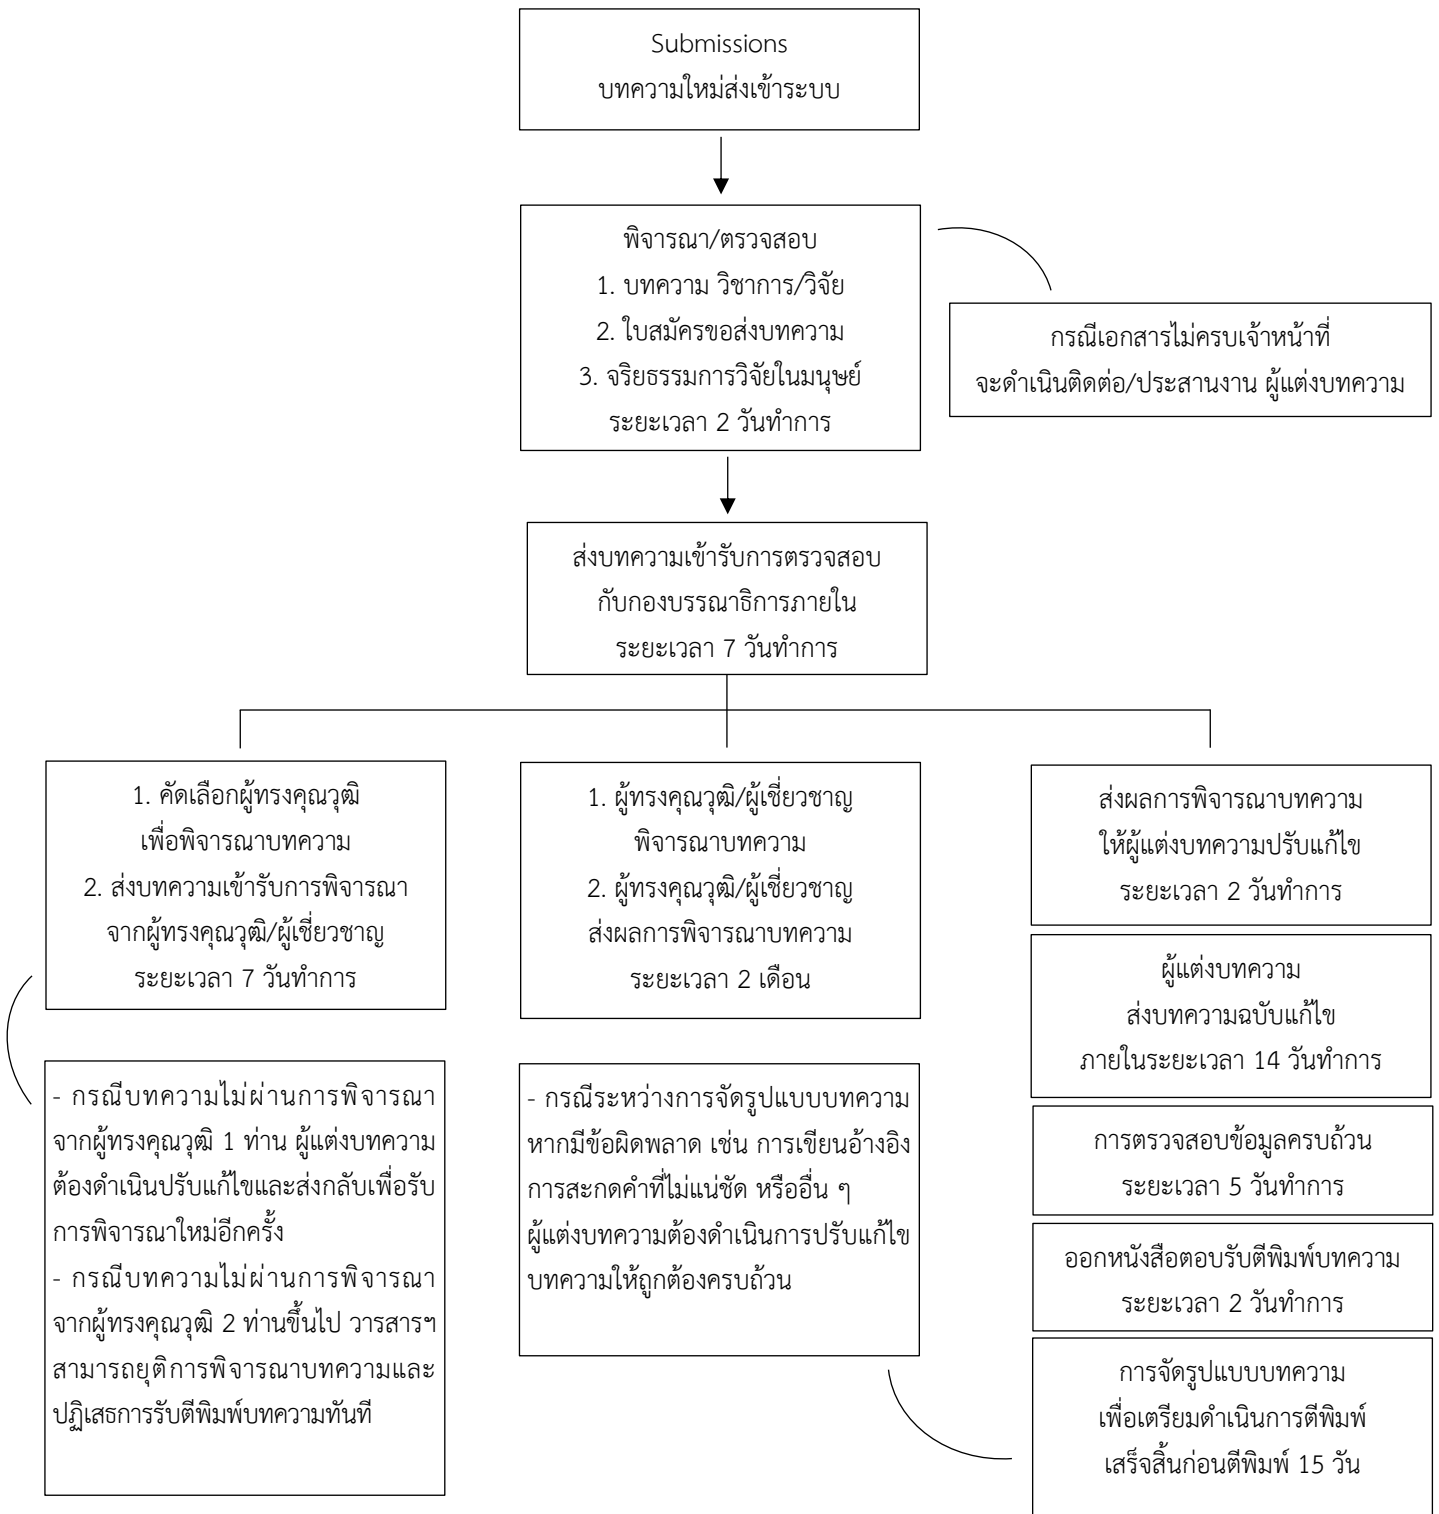 Submissions
บทความใหม่ส่งเข้าระบบ
พิจารณา/ตรวจสอบ
1. บทความ วิชาการ/วิจัย
2. ใบสมัครขอส่งบทความ
3. จริยธรรมการวิจัยในมนุษย์
ระยะเวลา 2 วันทำการ
กรณีเอกสารไม่ครบเจ้าหน้าที่
จะดำเนินติดต่อ/ประสานงาน ผู้แต่งบทความ
ส่งบทความเข้ารับการตรวจสอบ
กับกองบรรณาธิการภายใน
ระยะเวลา 7 วันทำการ
1. คัดเลือกผู้ทรงคุณวุฒิ
เพื่อพิจารณาบทความ
2. ส่งบทความเข้ารับการพิจารณา
จากผู้ทรงคุณวุฒิ/ผู้เชี่ยวชาญ
ระยะเวลา 7 วันทำการ
1. ผู้ทรงคุณวุฒิ/ผู้เชี่ยวชาญ
พิจารณาบทความ
2. ผู้ทรงคุณวุฒิ/ผู้เชี่ยวชาญ
ส่งผลการพิจารณาบทความ
ระยะเวลา 2 เดือน
ส่งผลการพิจารณาบทความ
ให้ผู้แต่งบทความปรับแก้ไข
ระยะเวลา 2 วันทำการ
ผู้แต่งบทความ
ส่งบทความฉบับแก้ไข
ภายในระยะเวลา 14 วันทำการ
การตรวจสอบข้อมูลครบถ้วน
ระยะเวลา 5 วันทำการ
ออกหนังสือตอบรับตีพิมพ์บทความ
ระยะเวลา 2 วันทำการ
การจัดรูปแบบบทความ
เพื่อเตรียมดำเนินการตีพิมพ์
เสร็จสิ้นก่อนตีพิมพ์ 15 วัน
- กรณีบทความไม่ผ่านการพิจารณา
จากผู้ทรงคุณวุฒิ 1 ท่าน ผู้แต่งบทความ
ต้องดำเนินปรับแก้ไขและส่งกลับเพื่อรับ
การพิจารณาใหม่อีกครั้ง
- กรณีบทความไม่ผ่านการพิจารณา
จากผู้ทรงคุณวุฒิ 2 ท่านขึ้นไป วารสารฯ
สามารถยุติการพิจารณาบทความและ
ปฏิเสธการรับตีพิมพ์บทความทันที
- กรณีระหว่างการจัดรูปแบบบทความ
หากมีข้อผิดพลาด เช่น การเขียนอ้างอิง
การสะกดคำที่ไม่แน่ชัด หรืออื่น ๆ
ผู้แต่งบทความต้องดำเนินการปรับแก้ไข
บทความให้ถูกต้องครบถ้วน